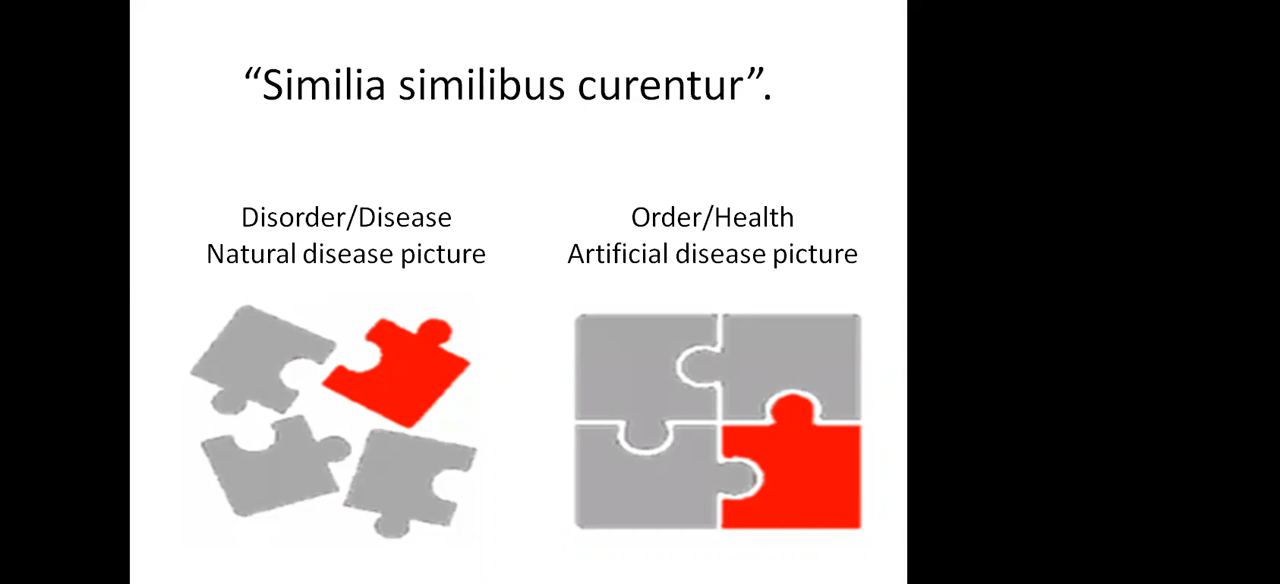 “Similia similibus curentur”.
Disorder/Disease
Natural disease picture
Order/Health
Artificial disease picture